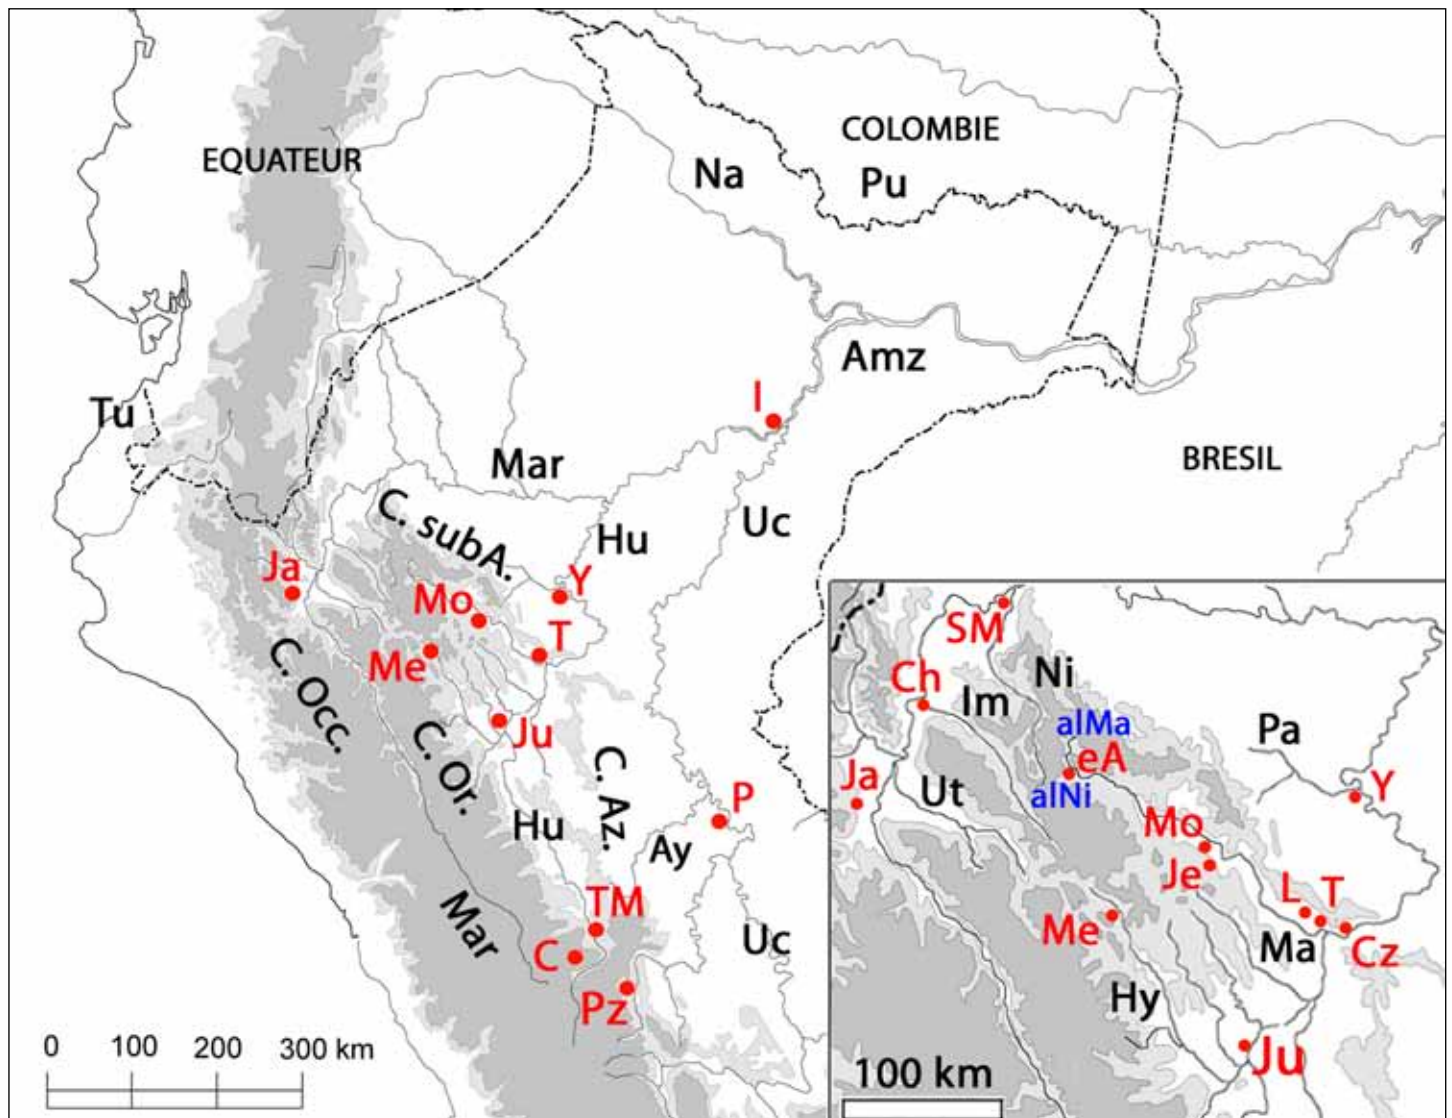 COLOMBIE
EQUATEUR
Na
Pu
Amz
I
Tu
BRESIL
Mar
C. subA.
Uc
Hu
Ja
Y
Mo
T
Me
C. Occ.
Ju
C. Or.
C. Az.
P
Hu
Ay
TM
Mar
C
Uc
Pz
0 100 200 300 km
SM
Ni
Ch
Im
alMa
Pa
eA
Ja
Ut
alNi
Y
Mo
Je
L
T
Me
Ma
Cz
Hy
Ju
100 km